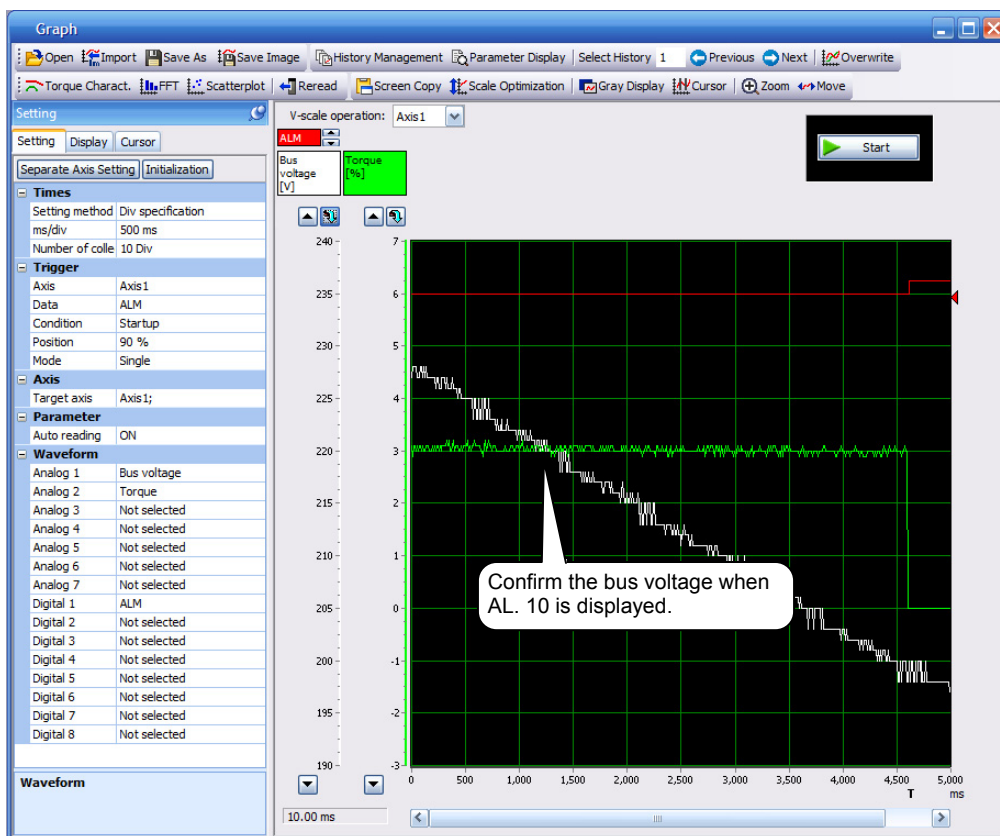 Graph
Open Import Save As Save Image History Management Parameter Display Select History 1 Previous Next Overwrite
Torque Charact. FFT Scatterplot Reread Screen Copy Scale Optimization Gray Display Cursor Zoom Move
Setting
Setting Display Cursor
Separate Axis Setting Initialization
Times
Setting method Div specification
ms/div 500 ms
Number of colle 10 Div
Trigger
Axis Axis1
Data ALM
Condition Startup
Position 90 %
Mode Single
Axis
Target axis Axis1;
Parameter
Auto reading ON
Waveform
Analog 1 Bus voltage
Analog 2 Torque
Analog 3 Not selected
Analog 4 Not selected
Analog 5 Not selected
Analog 6 Not selected
Analog 7 Not selected
Digital 1 ALM
Digital 2 Not selected
Digital 3 Not selected
Digital 4 Not selected
Digital 5 Not selected
Digital 6 Not selected
Digital 7 Not selected
Digital 8 Not selected
Waveform
V-scale operation: Axis1
ALM
Bus voltage [V]
Torque [%]
Start
240 7
235 6
230 5
225 4
220 3
215 2
210 1
205 0
200 -1
195 -2
190 -3
Confirm the bus voltage when
AL. 10 is displayed.
0 500 1,000 1,500 2,000 2,500 3,000 3,500 4,000 4,500 5,000
T ms
10.00 ms